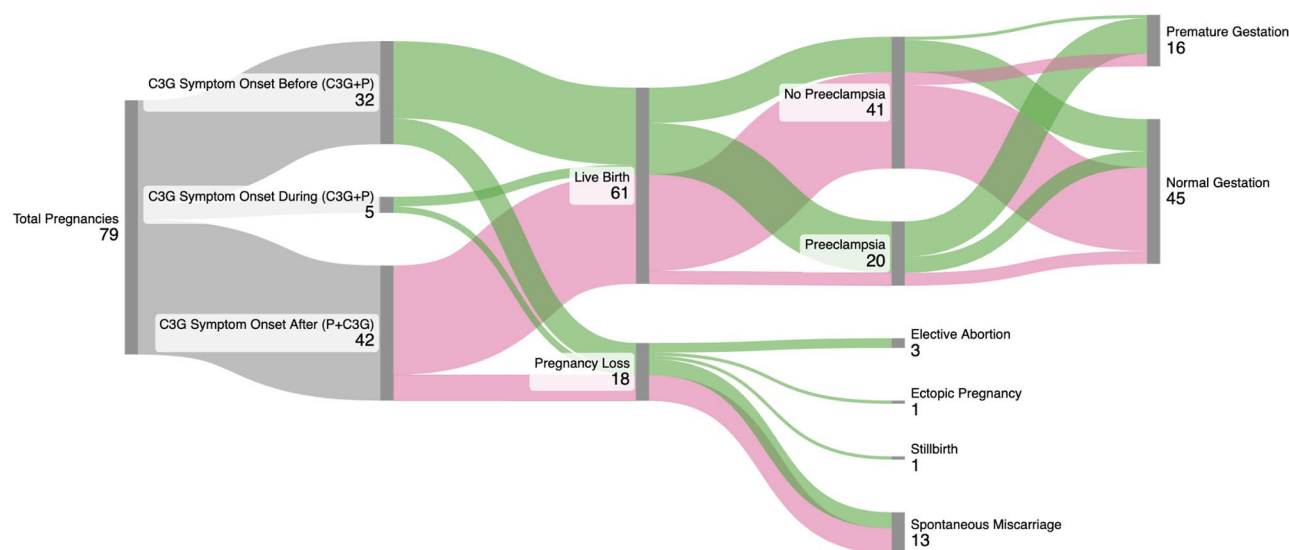 Total Pregnancies
79
C3G Symptom Onset Before (C3G+P)
32
C3G Symptom Onset During (C3G+P)
5
C3G Symptom Onset After (P+C3G)
42
Live Birth
61
Pregnancy Loss
18
No Preeclampsia
41
Preeclampsia
20
Elective Abortion
3
Ectopic Pregnancy
1
Stillbirth
1
Spontaneous Miscarriage
13
Premature Gestation
16
Normal Gestation
45